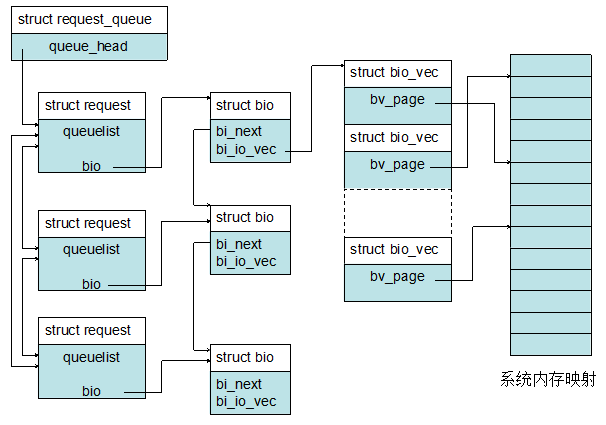 struct request_queue
queue_head
struct request
queuelist
bio
struct request
queuelist
bio
struct request
queuelist
bio
struct bio
bi_next
bi_io_vec
struct bio
bi_next
bi_io_vec
struct bio
bi_next
bi_io_vec
struct bio_vec
bv_page
struct bio_vec
bv_page
struct bio_vec
bv_page
系统内存映射